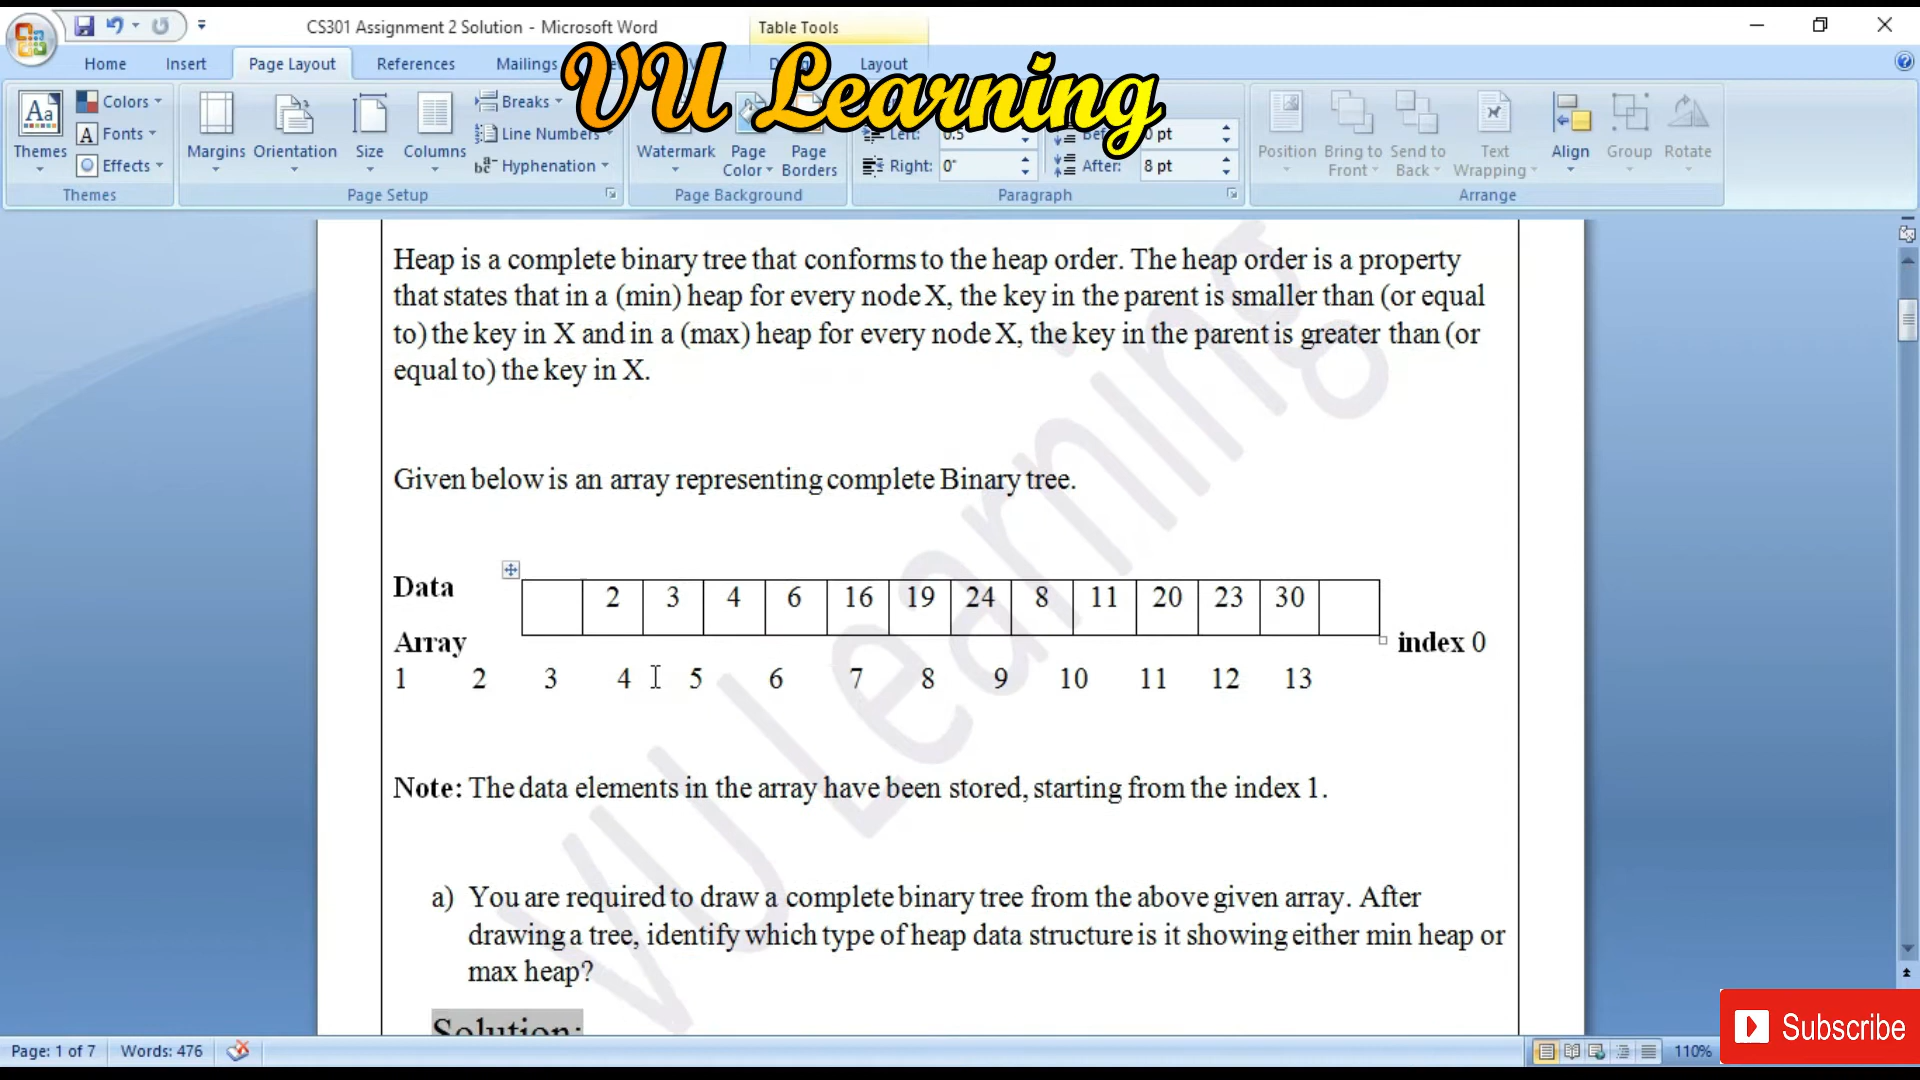 CS301 Assignment 2 Solution - Microsoft Word
Table Tools
Home Insert Page Layout References Mailings Layout
VU Learning
Themes
Colors
Fonts
Effects
Themes
Margins Orientation Size Columns
Breaks
Line Numbers
Hyphenation
Page Setup
Watermark Page Color Page Borders
Page Background
Left: 0.5
Right: 0"
0 pt
After: 8 pt
Paragraph
Position Bring to Front Send to Back Text Wrapping Align Group Rotate
Arrange
Heap is a complete binary tree that conforms to the heap order. The heap order is a property
that states that in a (min) heap for every node X, the key in the parent is smaller than (or equal
to) the key in X and in a (max) heap for every node X, the key in the parent is greater than (or
equal to) the key in X.
Given below is an array representing complete Binary tree.
Data 2 3 4 6 16 19 24 8 11 20 23 30
Array index 0
1 2 3 4 5 6 7 8 9 10 11 12 13
Note: The data elements in the array have been stored, starting from the index 1.
a) You are required to draw a complete binary tree from the above given array. After
drawing a tree, identify which type of heap data structure is it showing either min heap or
max heap?
Solution:
VU Learning
Page: 1 of 7 Words: 476 110%
Subscribe